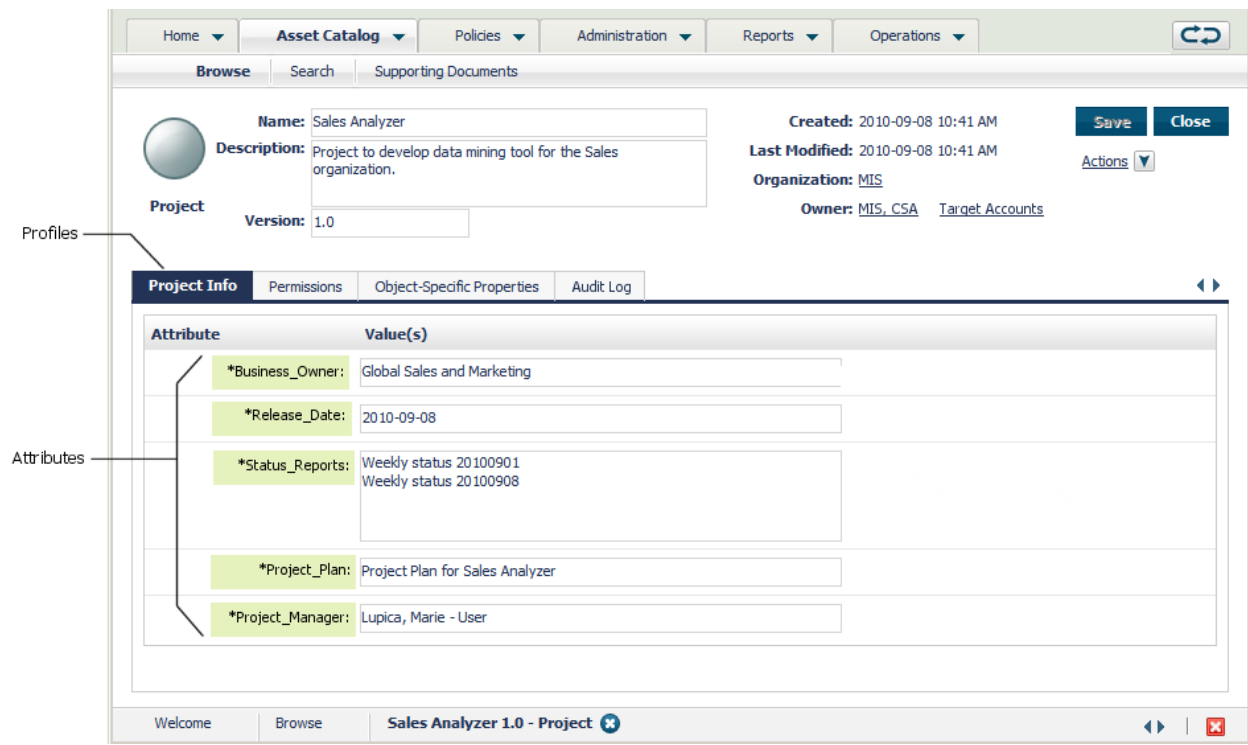 Home Asset Catalog Policies Administration Reports Operations
Browse Search Supporting Documents
Name: Sales Analyzer
Description: Project to develop data mining tool for the Sales
organization.
Project
Version: 1.0
Created: 2010-09-08 10:41 AM
Last Modified: 2010-09-08 10:41 AM
Organization: MIS
Owner: MIS, CSA Target Accounts
Save Close
Actions
Profiles
Project Info Permissions Object-Specific Properties Audit Log
Attribute Value(s)
*Business_Owner: Global Sales and Marketing
*Release_Date: 2010-09-08
Attributes
*Status_Reports: Weekly status 20100901
Weekly status 20100908
*Project_Plan: Project Plan for Sales Analyzer
*Project_Manager: Lupica, Marie - User
Welcome Browse Sales Analyzer 1.0 - Project